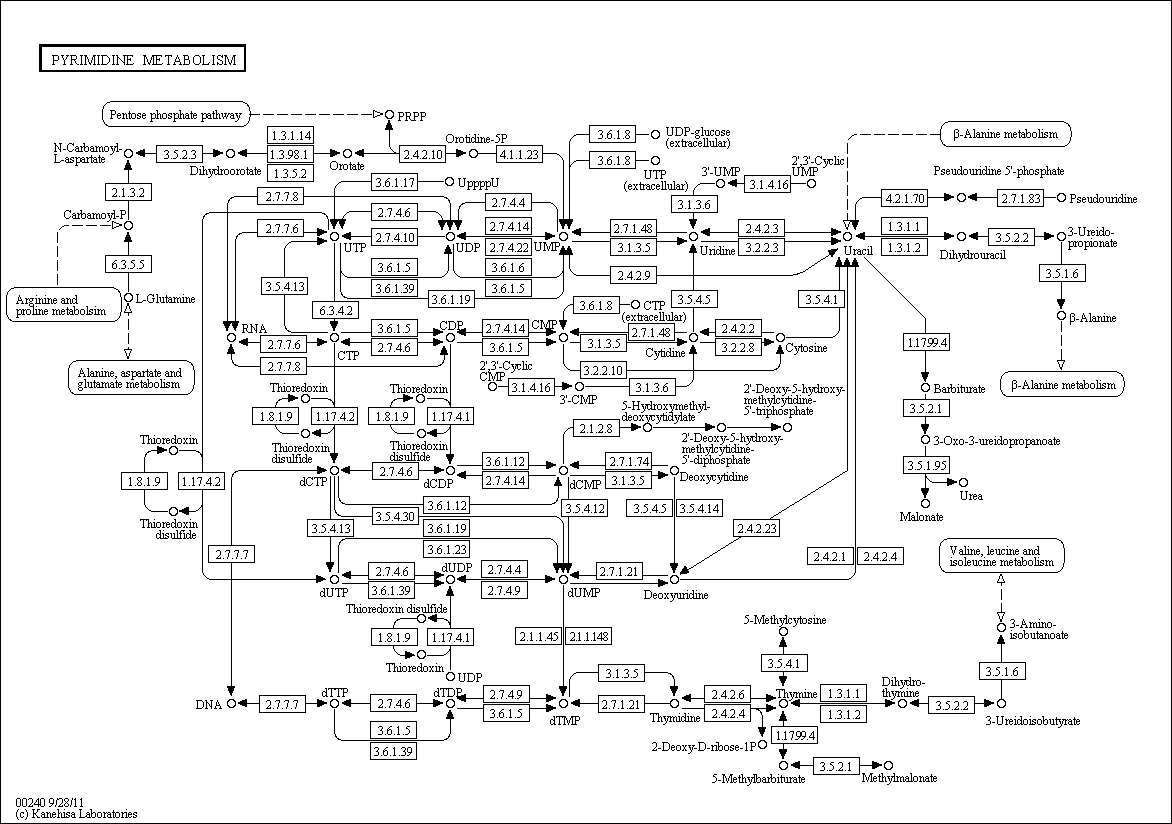 PYRIMIDINE METABOLISM
Pentose phosphate pathway
PRPP
N-Carbamoyl-
L-aspartate
3.5.2.3
Dihydroorotate
1.3.1.14
1.3.98.1
1.3.5.2
Orotate
2.4.2.10
Orotidine-5P
4.1.1.23
3.6.1.8
UDP-glucose
(extracellular)
3.6.1.8
UTP
(extracellular)
β-Alanine metabolism
2.1.3.2
Carbamoyl-P
6.3.5.5
L-Glutamine
Arginine and
proline metabolsim
Alanine, aspartate and
glutamate metabolism
3.6.1.17
UppppU
3'-UMP
3.1.4.16
2',3'-Cyclic
UMP
3.1.3.6
Pseudouridine 5'-phosphate
4.2.1.70
2.7.1.83
Pseudouridine
2.7.7.8
2.7.7.6
UTP
2.7.4.6
2.7.4.10
UDP
2.7.4.4
2.7.4.14
2.7.4.22
UMP
2.7.1.48
3.1.3.5
Uridine
2.4.2.3
3.2.2.3
Uracil
1.3.1.1
1.3.1.2
Dihydrouracil
3.5.2.2
3-Ureido-
propionate
3.6.1.5
3.6.1.39
3.6.1.6
3.6.1.5
3.6.1.19
2.4.2.9
3.5.1.6
β-Alanine
β-Alanine metabolism
3.5.4.13
6.3.4.2
3.6.1.8
CTP
(extracellular)
3.5.4.5
3.5.4.1
RNA
2.7.7.6
2.7.7.8
CTP
3.6.1.5
2.7.4.6
CDP
2.7.4.14
3.6.1.5
CMP
2.7.1.48
3.1.3.5
Cytidine
2.4.2.2
3.2.2.8
Cytosine
3.2.2.10
2',3'-Cyclic
CMP
3.1.4.16
3'-CMP
3.1.3.6
1.1.99.4
Barbiturate
3.5.2.1
3-Oxo-3-ureidopropanoate
3.5.1.95
Urea
Malonate
Thioredoxin
1.8.1.9
1.17.4.2
Thioredoxin
disulfide
Thioredoxin
1.8.1.9
1.17.4.1
Thioredoxin
disulfide
Thioredoxin
1.8.1.9
1.17.4.2
Thioredoxin
disulfide
2.1.2.8
5-Hydroxymethyl-
deoxycytidylate
2'-Deoxy-5-hydroxy-
methylcytidine-
5'-diphosphate
2'-Deoxy-5-hydroxy-
methylcytidine-
5'-triphosphate
dCTP
2.7.4.6
dCDP
3.6.1.12
2.7.4.14
dCMP
2.7.1.74
3.1.3.5
Deoxycytidine
3.6.1.12
3.5.4.30
3.6.1.19
3.6.1.23
3.5.4.13
3.5.4.12
3.5.4.5
3.5.4.14
2.4.2.23
2.4.2.1
2.4.2.4
2.7.7.7
dUTP
2.7.4.6
3.6.1.39
dUDP
2.7.4.4
2.7.4.9
dUMP
2.7.1.21
Deoxyuridine
Thioredoxin disulfide
1.8.1.9
1.17.4.1
Thioredoxin
UDP
2.1.1.45
2.1.1.148
Valine, leucine and
isoleucine metabolism
3-Amino-
isobutanoate
3.5.1.6
5-Methylcytosine
3.5.4.1
DNA
2.7.7.7
dTTP
2.7.4.6
3.6.1.5
3.6.1.39
dTDP
2.7.4.9
3.6.1.5
dTMP
3.1.3.5
2.7.1.21
Thymidine
2.4.2.6
2.4.2.4
Thymine
1.3.1.1
1.3.1.2
Dihydro-
thymine
3.5.2.2
3-Ureidoisobutyrate
2-Deoxy-D-ribose-1P
1.1.99.4
5-Methylbarbiturate
3.5.2.1
Methylmalonate
00240 9/28/11
(c) Kanehisa Laboratories